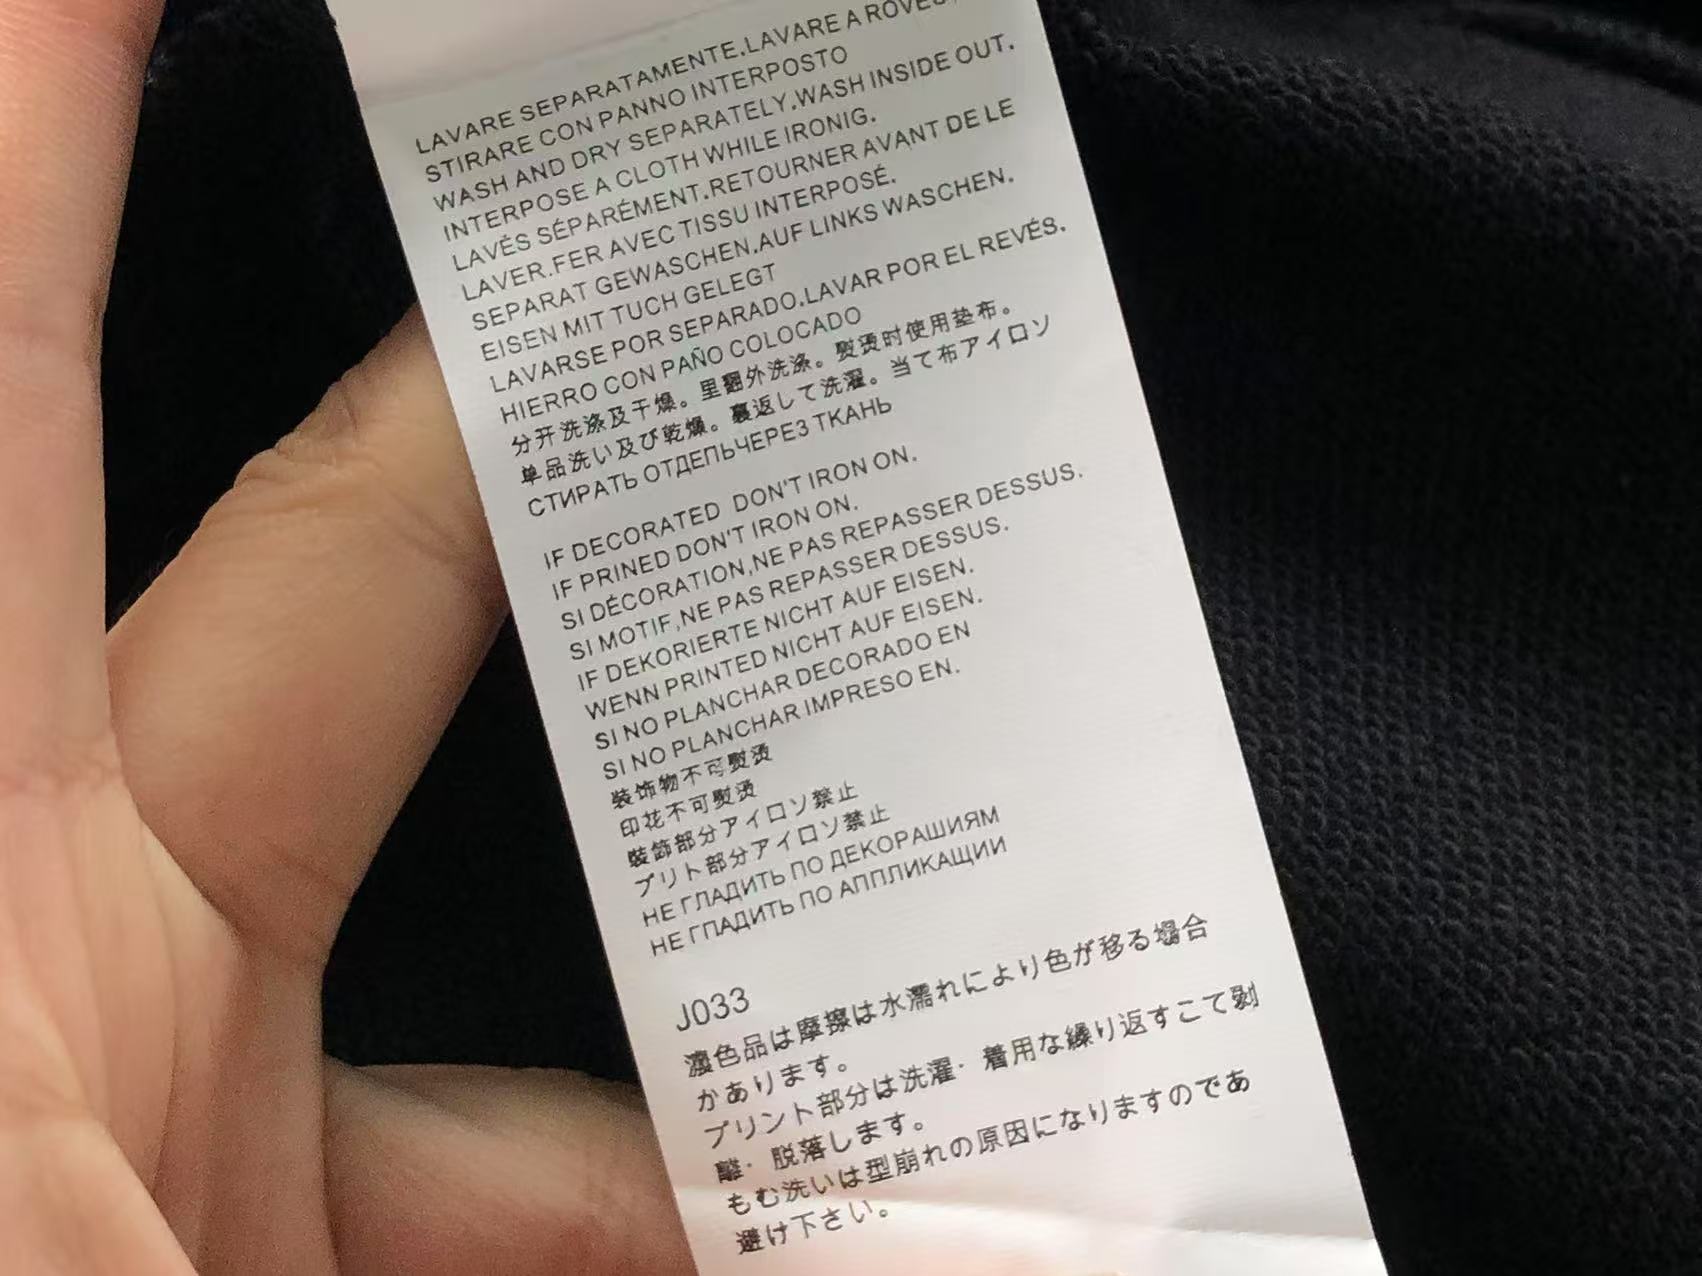 LAVARE SEPARATAMENTE.LAVARE A ROVES
STIRARE CON PANNO INTERPOSTO
WASH AND DRY SEPARATELY.WASH INSIDE OUT.
INTERPOSE A CLOTH WHILE IRONIG.
LAVÉS SÉPARÉMENT.RETOURNER AVANT DE LE
LAVER.FER AVEC TISSU INTERPOSÉ.
SEPARAT GEWASCHEN.AUF LINKS WASCHEN.
EISEN MIT TUCH GELEGT
LAVARSE POR SEPARADO.LAVAR POR EL REVÉS.
HIERRO CON PAÑO COLOCADO
分开洗涤及干燥。里翻外洗涤。熨烫时使用垫布。
单品洗い及び乾燥。裏返して洗濯。当て布アイロソ
СТИРАТЬ ОТДЕПЬЧЕРЕЗ ТКАНЬ
IF DECORATED DON'T IRON ON.
IF PRINED DON'T IRON ON.
SI DÉCORATION,NE PAS REPASSER DESSUS.
SI MOTIF,NE PAS REPASSER DESSUS.
IF DEKORIERTE NICHT AUF EISEN.
WENN PRINTED NICHT AUF EISEN.
SI NO PLANCHAR DECORADO EN
SI NO PLANCHAR IMPRESO EN.
装饰物不可熨烫
印花不可熨烫
裝飾部分アイロソ禁止
プリト部分アイロソ禁止
НЕ ГПАДИТЬ ПО ДЕКОРАШИЯМ
НЕ ГПАДИТЬ ПО АППЛИКАЩИИ
J033
濃色品は摩擦は水濡れにより色が移る場合
かあります。
プリント部分は洗濯·着用な繰り返すこて剥
離·脱落します。
もむ洗いは型崩れの原因になりますのであ
避け下さい。